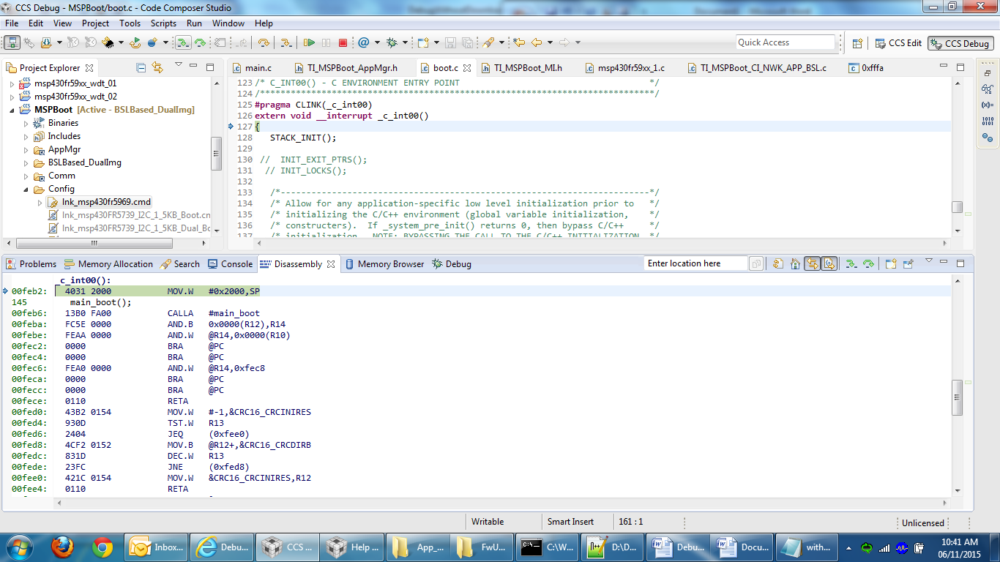 CCS Debug - MSPBoot/boot.c - Code Composer Studio
File Edit View Project Tools Scripts Run Window Help
Quick Access
CCS Edit
CCS Debug
Project Explorer
msp430fr59xx_wdt_01
msp430fr59xx_wdt_02
MSPBoot [Active - BSLBased_DualImg]
Binaries
Includes
AppMgr
BSLBased_DualImg
Comm
Config
lnk_msp430fr5969.cmd
lnk_msp430FR5739_I2C_1_5KB_Boot.cn
lnk_msp430FR5739_I2C_1_5KB_Dual_Bo
main.c TI_MSPBoot_AppMgr.h boot.c TI_MSPBoot_MI.h msp430fr59xx_1.c TI_MSPBoot_CI_NWK_APP_BSL.c 0xfffa
123 /* C_INT00() - C ENVIRONMENT ENTRY POINT */
124 /*****************************************************************************/
125 #pragma CLINK(_c_int00)
126 extern void __interrupt _c_int00()
127 {
128 STACK_INIT();
129
130 // INIT_EXIT_PTRS();
131 // INIT_LOCKS();
132
133 /*------------------------------------------------------------------------*/
134 /* Allow for any application-specific low level initialization prior to */
135 /* initializing the C/C++ environment (global variable initialization, */
136 /* constructors). If _system_pre_init() returns 0, then bypass C/C++ */
137 /* initialization. NOTE: BYPASSING THE CALL TO THE C/C++ INITIALIZATION */
Problems Memory Allocation Search Console Disassembly Memory Browser Debug
Enter location here
_c_int00():
00feb2: 4031 2000 MOV.W #0x2000,SP
145 main_boot();
00feb6: 13B0 FA00 CALLA #main_boot
00feba: FC5E 0000 AND.B 0x0000(R12),R14
00febe: FEAA 0000 AND.W @R14,0x0000(R10)
00fec2: 0000 BRA @PC
00fec4: 0000 BRA @PC
00fec6: FEA0 0000 AND.W @R14,0xfec8
00feca: 0000 BRA @PC
00fecc: 0000 BRA @PC
00fece: 0110 RETA
00fed0: 43B2 0154 MOV.W #-1,&CRC16_CRCINIRES
00fed4: 930D TST.W R13
00fed6: 2404 JEQ (0xfee0)
00fed8: 4CF2 0152 MOV.B @R12+,&CRC16_CRCDIRB
00fedc: 831D DEC.W R13
00fede: 23FC JNE (0xfed8)
00fee0: 421C 0154 MOV.W &CRC16_CRCINIRES,R12
00fee4: 0110 RETA
Writable Smart Insert 161 : 1
Unlicensed
Inbox... Debu... CCS ... Help ... App_... FwU... C:\W... D:\D... Debu... Docu... with...
10:41 AM
06/11/2015